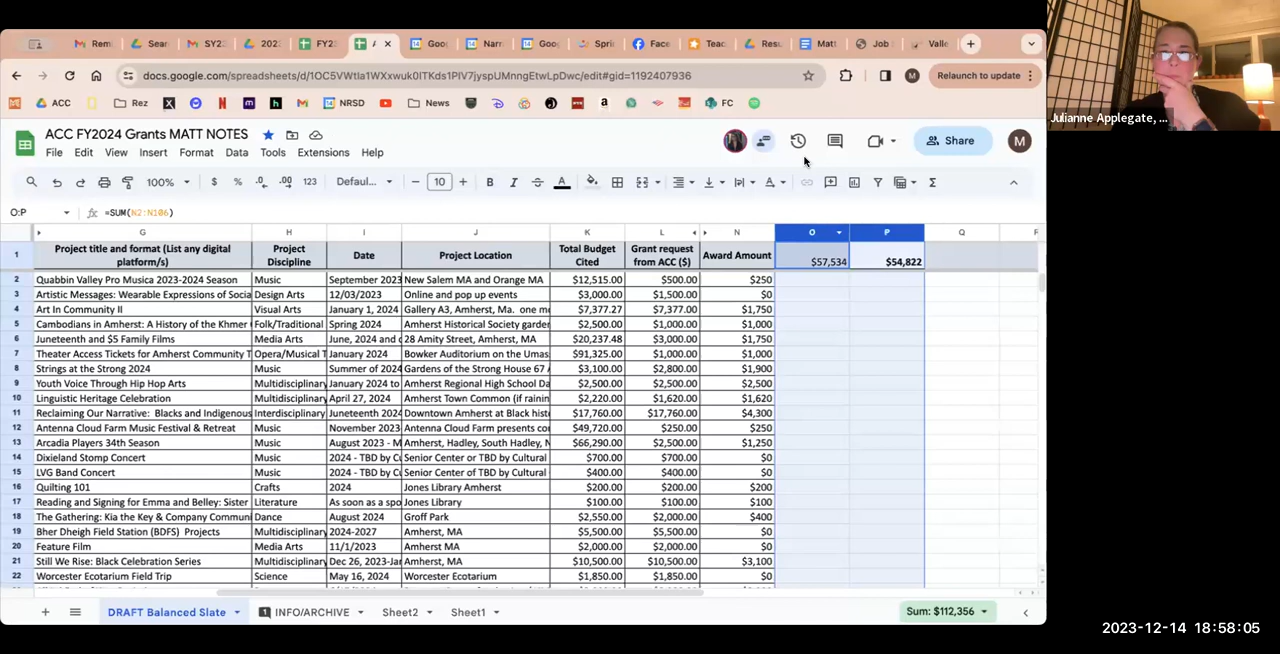 Rem
Sear
SY2
202
FY2
A
Goo
Narr
Goo
Spri
Face
Teac
Resu
Matt
Job
Valle
docs.google.com/spreadsheets/d/1OC5VWtla1WXxwuk0lTKds1PIV7jyspUMnngEtwLpDwc/edit#gid=1192407936
M
Relaunch to update
ACC
Rez
NRSD
News
FC
ACC FY2024 Grants MATT NOTES
File Edit View Insert Format Data Tools Extensions Help
Share
M
100% $ % .0 .00 123 Defaul... − 10 + B I A Σ
O:P fx =SUM(N2:N106)
G H I J K L N O P Q
1 Project title and format (List any digital platform/s) Project Discipline Date Project Location Total Budget Cited Grant request from ACC ($) Award Amount $57,534 $54,822
2 Quabbin Valley Pro Musica 2023-2024 Season Music September 2023 New Salem MA and Orange MA $12,515.00 $500.00 $250
3 Artistic Messages: Wearable Expressions of Socia Design Arts 12/03/2023 Online and pop up events $3,000.00 $1,500.00 $0
4 Art In Community II Visual Arts January 1, 2024 Gallery A3, Amherst, Ma. one mo $7,377.27 $7,377.00 $1,750
5 Cambodians in Amherst: A History of the Khmer Folk/Traditional Spring 2024 Amherst Historical Society garde $2,500.00 $1,000.00 $1,000
6 Juneteenth and $5 Family Films Media Arts June, 2024 and 28 Amity Street, Amherst, MA $20,237.48 $3,000.00 $1,750
7 Theater Access Tickets for Amherst Community T Opera/Musical T January 2024 Bowker Auditorium on the Umas $91,325.00 $1,000.00 $1,000
8 Strings at the Strong 2024 Music Summer of 2024 Gardens of the Strong House 67 $3,100.00 $2,800.00 $1,900
9 Youth Voice Through Hip Hop Arts Multidisciplinary January 2024 to Amherst Regional High School Da $2,500.00 $2,500.00 $2,500
10 Linguistic Heritage Celebration Multidisciplinary April 27, 2024 Amherst Town Common (if rainin $2,220.00 $1,620.00 $1,620
11 Reclaiming Our Narrative: Blacks and Indigenous Interdisciplinary Juneteenth 2024 Downtown Amherst at Black hist $17,760.00 $17,760.00 $4,300
12 Antenna Cloud Farm Music Festival & Retreat Music November 2023 Antenna Cloud Farm presents co $49,720.00 $250.00 $250
13 Arcadia Players 34th Season Music August 2023 - M Amherst, Hadley, South Hadley, N $66,290.00 $2,500.00 $1,250
14 Dixieland Stomp Concert Music 2024 - TBD by Cu Senior Center or TBD by Cultural $700.00 $700.00 $0
15 LVG Band Concert Music 2024 - TBD by Cu Senior Center of TBD by Cultural $400.00 $400.00 $0
16 Quilting 101 Crafts 2024 Jones Library Amherst $200.00 $200.00 $200
17 Reading and Signing for Emma and Belley: Sister Literature As soon as a spo Jones Library $100.00 $100.00 $100
18 The Gathering: Kia the Key & Company Communi Dance August 2024 Groff Park $2,550.00 $2,000.00 $400
19 Bher Dheigh Field Station (BDFS) Projects Multidisciplinary 2024-2027 Amherst, MA $5,500.00 $5,500.00 $0
20 Feature Film Media Arts 11/1/2023 Amherst MA $2,000.00 $2,000.00 $0
21 Still We Rise: Black Celebration Series Multidisciplinary Dec 26, 2023-Jan Amherst, MA $10,500.00 $10,500.00 $3,100
22 Worcester Ecotarium Field Trip Science May 16, 2024 Worcester Ecotarium $1,850.00 $1,850.00 $0
DRAFT Balanced Slate INFO/ARCHIVE Sheet2 Sheet1 Sum: $112,356
Julianne Applegate, ...
2023-12-14 18:58:05